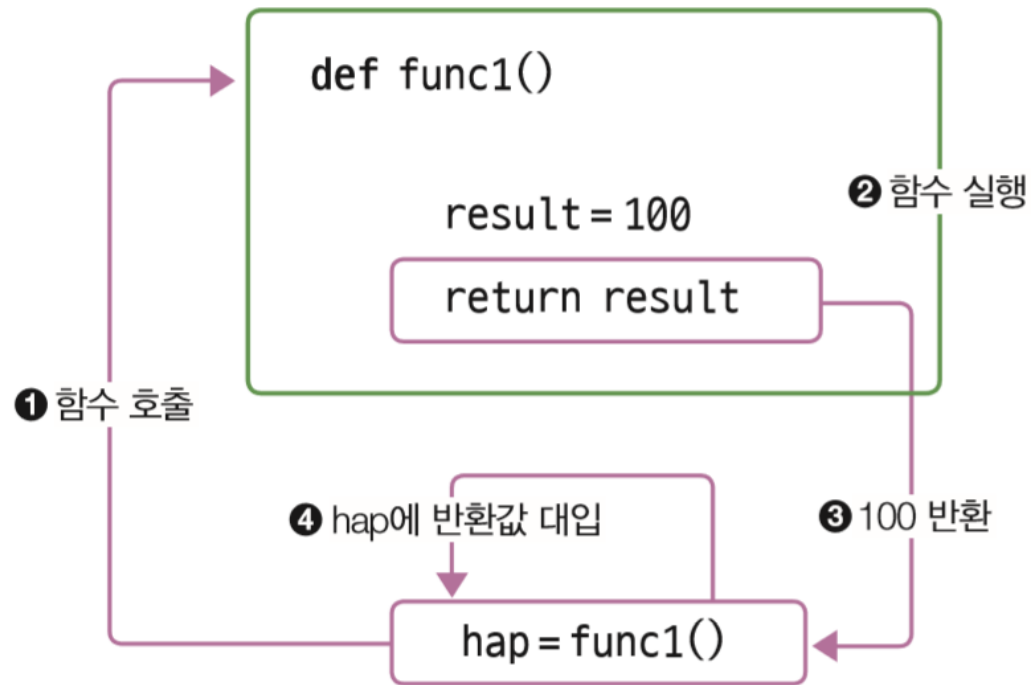 def func1()
❷ 함수 실행
result = 100
return result
❶ 함수 호출
❹ hap에 반환값 대입
❸ 100 반환
hap = func1()